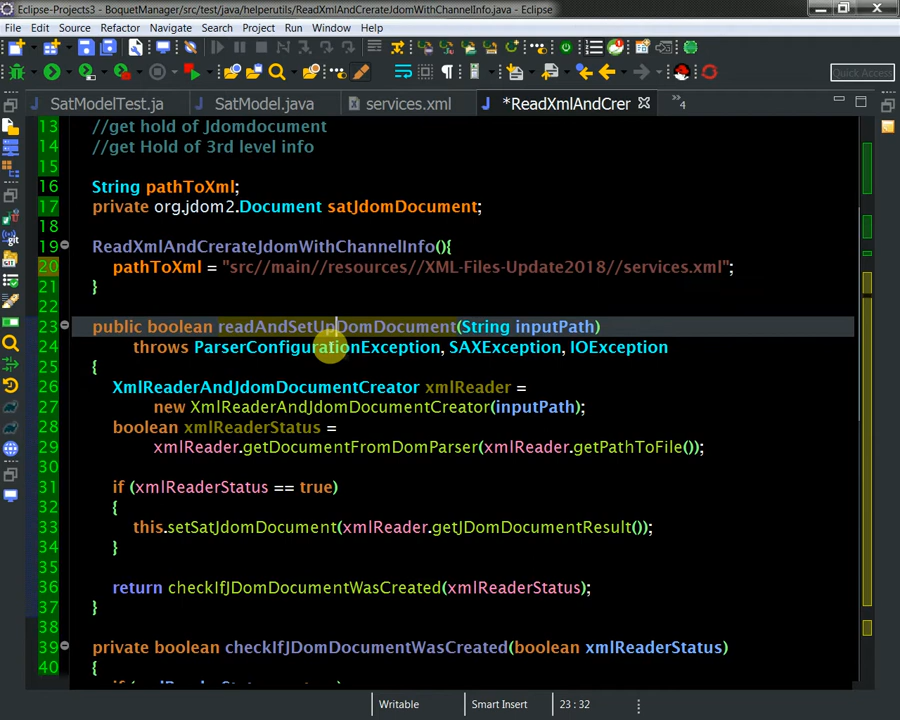 Eclipse-Projects3 - BoquetManager/src/test/java/helperutils/ReadXmlAndCrerateJdomWithChannelInfo.java - Eclipse
File Edit Source Refactor Navigate Search Project Run Window Help
Quick Access
SatModelTest.ja SatModel.java services.xml *ReadXmlAndCrer »4
13 //get hold of Jdomdocument
14 //get Hold of 3rd level info
15
16 String pathToXml;
17 private org.jdom2.Document satJdomDocument;
18
19 ReadXmlAndCrerateJdomWithChannelInfo(){
20 pathToXml = "src//main//resources//XML-Files-Update2018//services.xml";
21 }
22
23 public boolean readAndSetUpDomDocument(String inputPath)
24 throws ParserConfigurationException, SAXException, IOException
25 {
26 XmlReaderAndJdomDocumentCreator xmlReader =
27 new XmlReaderAndJdomDocumentCreator(inputPath);
28 boolean xmlReaderStatus =
29 xmlReader.getDocumentFromDomParser(xmlReader.getPathToFile());
30
31 if (xmlReaderStatus == true)
32 {
33 this.setSatJdomDocument(xmlReader.getJDomDocumentResult());
34 }
35
36 return checkIfJDomDocumentWasCreated(xmlReaderStatus);
37 }
38
39 private boolean checkIfJDomDocumentWasCreated(boolean xmlReaderStatus)
40 {
Writable Smart Insert 23 : 32